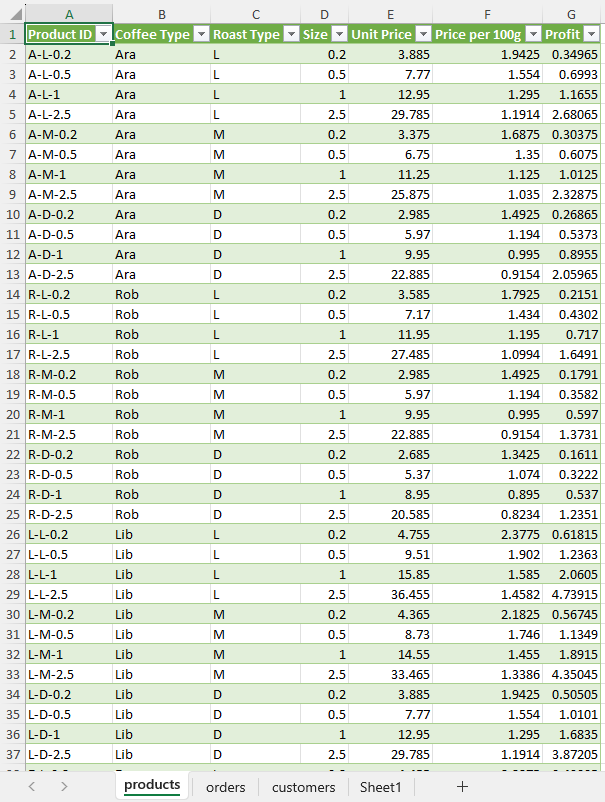 A B C D E F G
1 Product ID Coffee Type Roast Type Size Unit Price Price per 100g Profit
2 A-L-0.2 Ara L 0.2 3.885 1.9425 0.34965
3 A-L-0.5 Ara L 0.5 7.77 1.554 0.6993
4 A-L-1 Ara L 1 12.95 1.295 1.1655
5 A-L-2.5 Ara L 2.5 29.785 1.1914 2.68065
6 A-M-0.2 Ara M 0.2 3.375 1.6875 0.30375
7 A-M-0.5 Ara M 0.5 6.75 1.35 0.6075
8 A-M-1 Ara M 1 11.25 1.125 1.0125
9 A-M-2.5 Ara M 2.5 25.875 1.035 2.32875
10 A-D-0.2 Ara D 0.2 2.985 1.4925 0.26865
11 A-D-0.5 Ara D 0.5 5.97 1.194 0.5373
12 A-D-1 Ara D 1 9.95 0.995 0.8955
13 A-D-2.5 Ara D 2.5 22.885 0.9154 2.05965
14 R-L-0.2 Rob L 0.2 3.585 1.7925 0.2151
15 R-L-0.5 Rob L 0.5 7.17 1.434 0.4302
16 R-L-1 Rob L 1 11.95 1.195 0.717
17 R-L-2.5 Rob L 2.5 27.485 1.0994 1.6491
18 R-M-0.2 Rob M 0.2 2.985 1.4925 0.1791
19 R-M-0.5 Rob M 0.5 5.97 1.194 0.3582
20 R-M-1 Rob M 1 9.95 0.995 0.597
21 R-M-2.5 Rob M 2.5 22.885 0.9154 1.3731
22 R-D-0.2 Rob D 0.2 2.685 1.3425 0.1611
23 R-D-0.5 Rob D 0.5 5.37 1.074 0.3222
24 R-D-1 Rob D 1 8.95 0.895 0.537
25 R-D-2.5 Rob D 2.5 20.585 0.8234 1.2351
26 L-L-0.2 Lib L 0.2 4.755 2.3775 0.61815
27 L-L-0.5 Lib L 0.5 9.51 1.902 1.2363
28 L-L-1 Lib L 1 15.85 1.585 2.0605
29 L-L-2.5 Lib L 2.5 36.455 1.4582 4.73915
30 L-M-0.2 Lib M 0.2 4.365 2.1825 0.56745
31 L-M-0.5 Lib M 0.5 8.73 1.746 1.1349
32 L-M-1 Lib M 1 14.55 1.455 1.8915
33 L-M-2.5 Lib M 2.5 33.465 1.3386 4.35045
34 L-D-0.2 Lib D 0.2 3.885 1.9425 0.50505
35 L-D-0.5 Lib D 0.5 7.77 1.554 1.0101
36 L-D-1 Lib D 1 12.95 1.295 1.6835
37 L-D-2.5 Lib D 2.5 29.785 1.1914 3.87205
products orders customers Sheet1